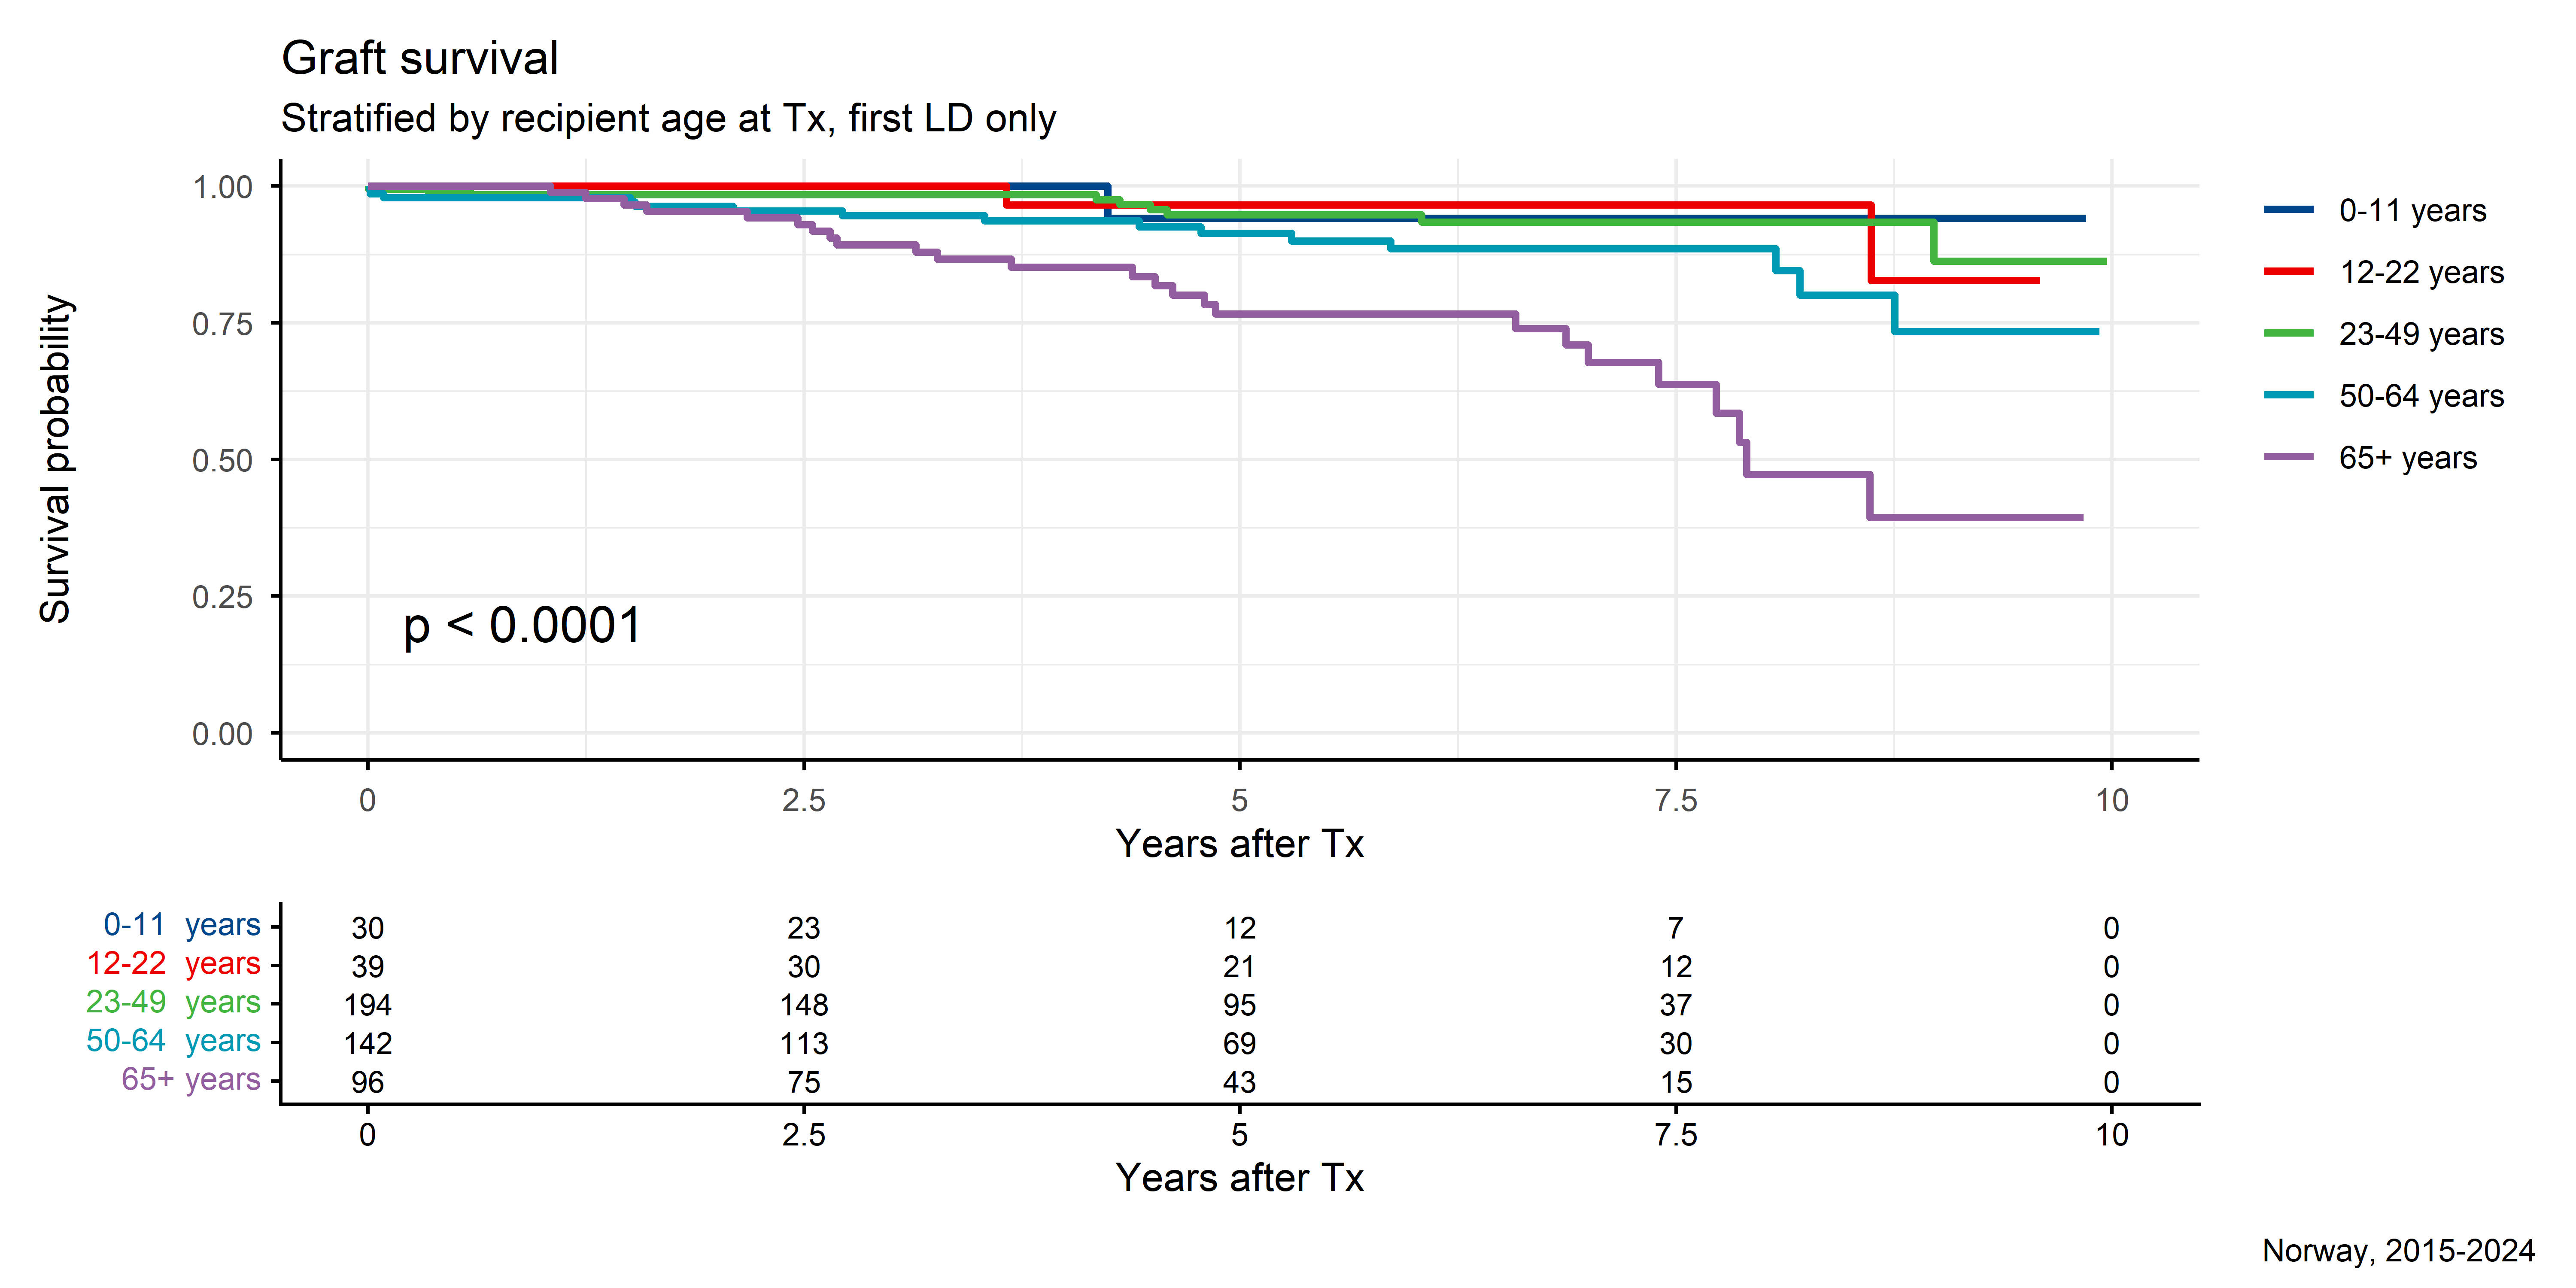 Graft survival
Stratified by recipient age at Tx, first LD only
Survival probability
1.00
0.75
0.50
0.25
0.00
p < 0.0001
0 2.5 5 7.5 10
Years after Tx
0-11 years
12-22 years
23-49 years
50-64 years
65+ years
0-11 years 30 23 12 7 0
12-22 years 39 30 21 12 0
23-49 years 194 148 95 37 0
50-64 years 142 113 69 30 0
65+ years 96 75 43 15 0
0 2.5 5 7.5 10
Years after Tx
Norway, 2015-2024